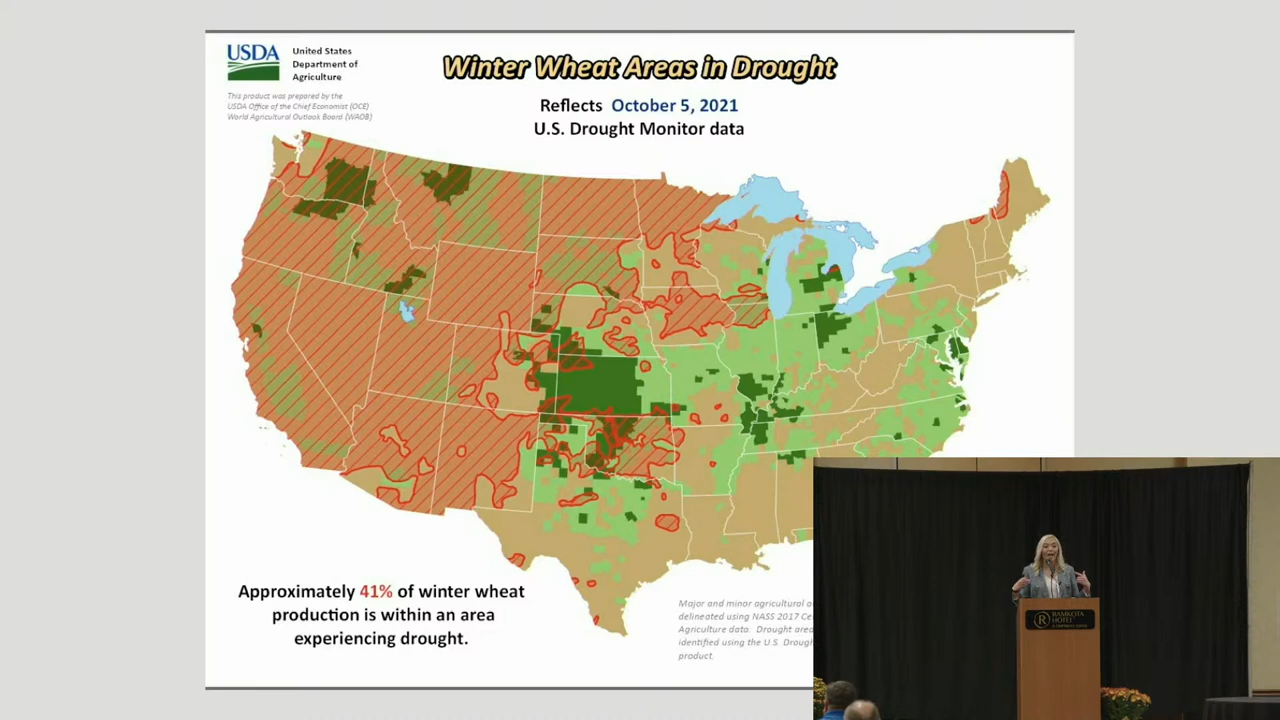 USDA
United States
Department of
Agriculture
This product was prepared by the
USDA Office of the Chief Economist (OCE)
World Agricultural Outlook Board (WAOB)
Winter Wheat Areas in Drought
Reflects October 5, 2021
U.S. Drought Monitor data
Approximately 41% of winter wheat
production is within an area
experiencing drought.
Major and minor agricultural
delineated using NASS 2017
Agriculture data. Drought
identified using the U.S.
product.
R
RAMKOTA
HOTEL